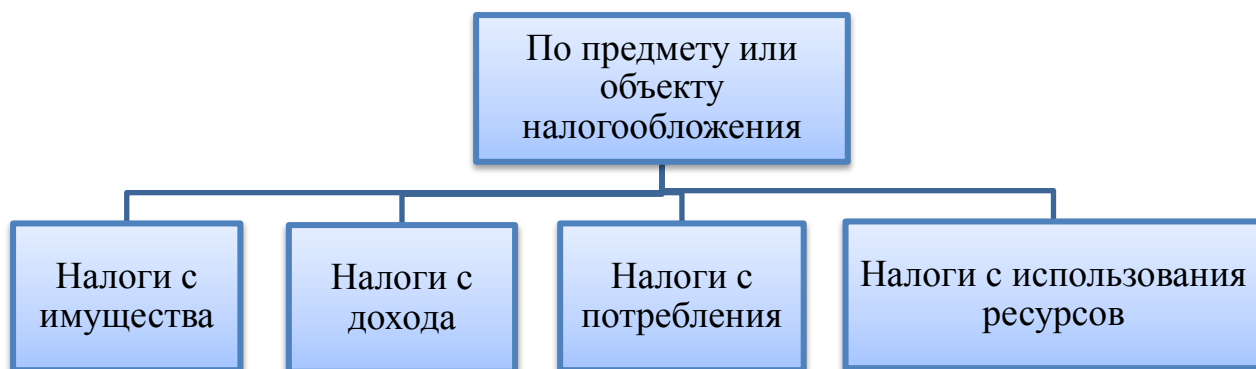 По предмету или
объекту
налогообложения
Налоги с
имущества
Налоги с
дохода
Налоги с
потребления
Налоги с использования
ресурсов